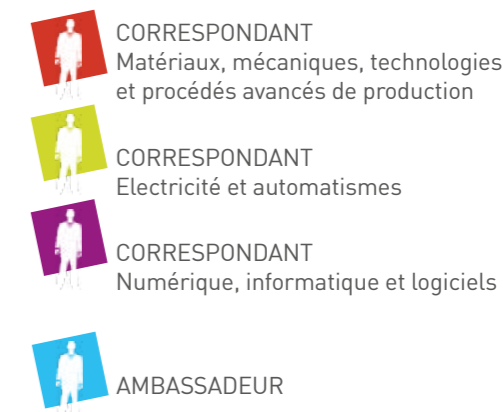 CORRESPONDANT
Matériaux, mécaniques, technologies
et procédés avancés de production
CORRESPONDANT
Electricité et automatismes
CORRESPONDANT
Numérique, informatique et logiciels
AMBASSADEUR